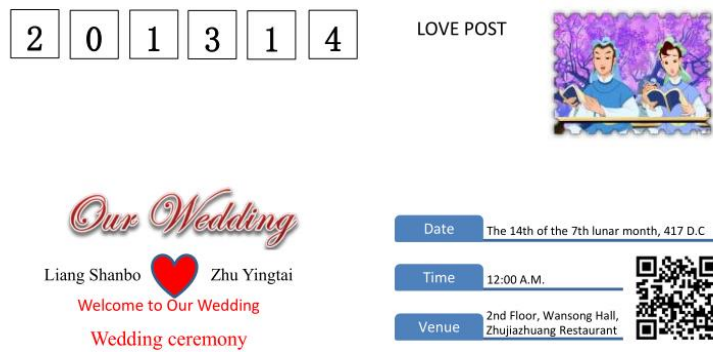 2 0 1 3 1 4
LOVE POST
Our Wedding
Liang Shanbo Zhu Yingtai
Welcome to Our Wedding
Wedding ceremony
Date The 14th of the 7th lunar month, 417 D.C
Time 12:00 A.M.
Venue 2nd Floor, Wansong Hall,
Zhujiazhuang Restaurant